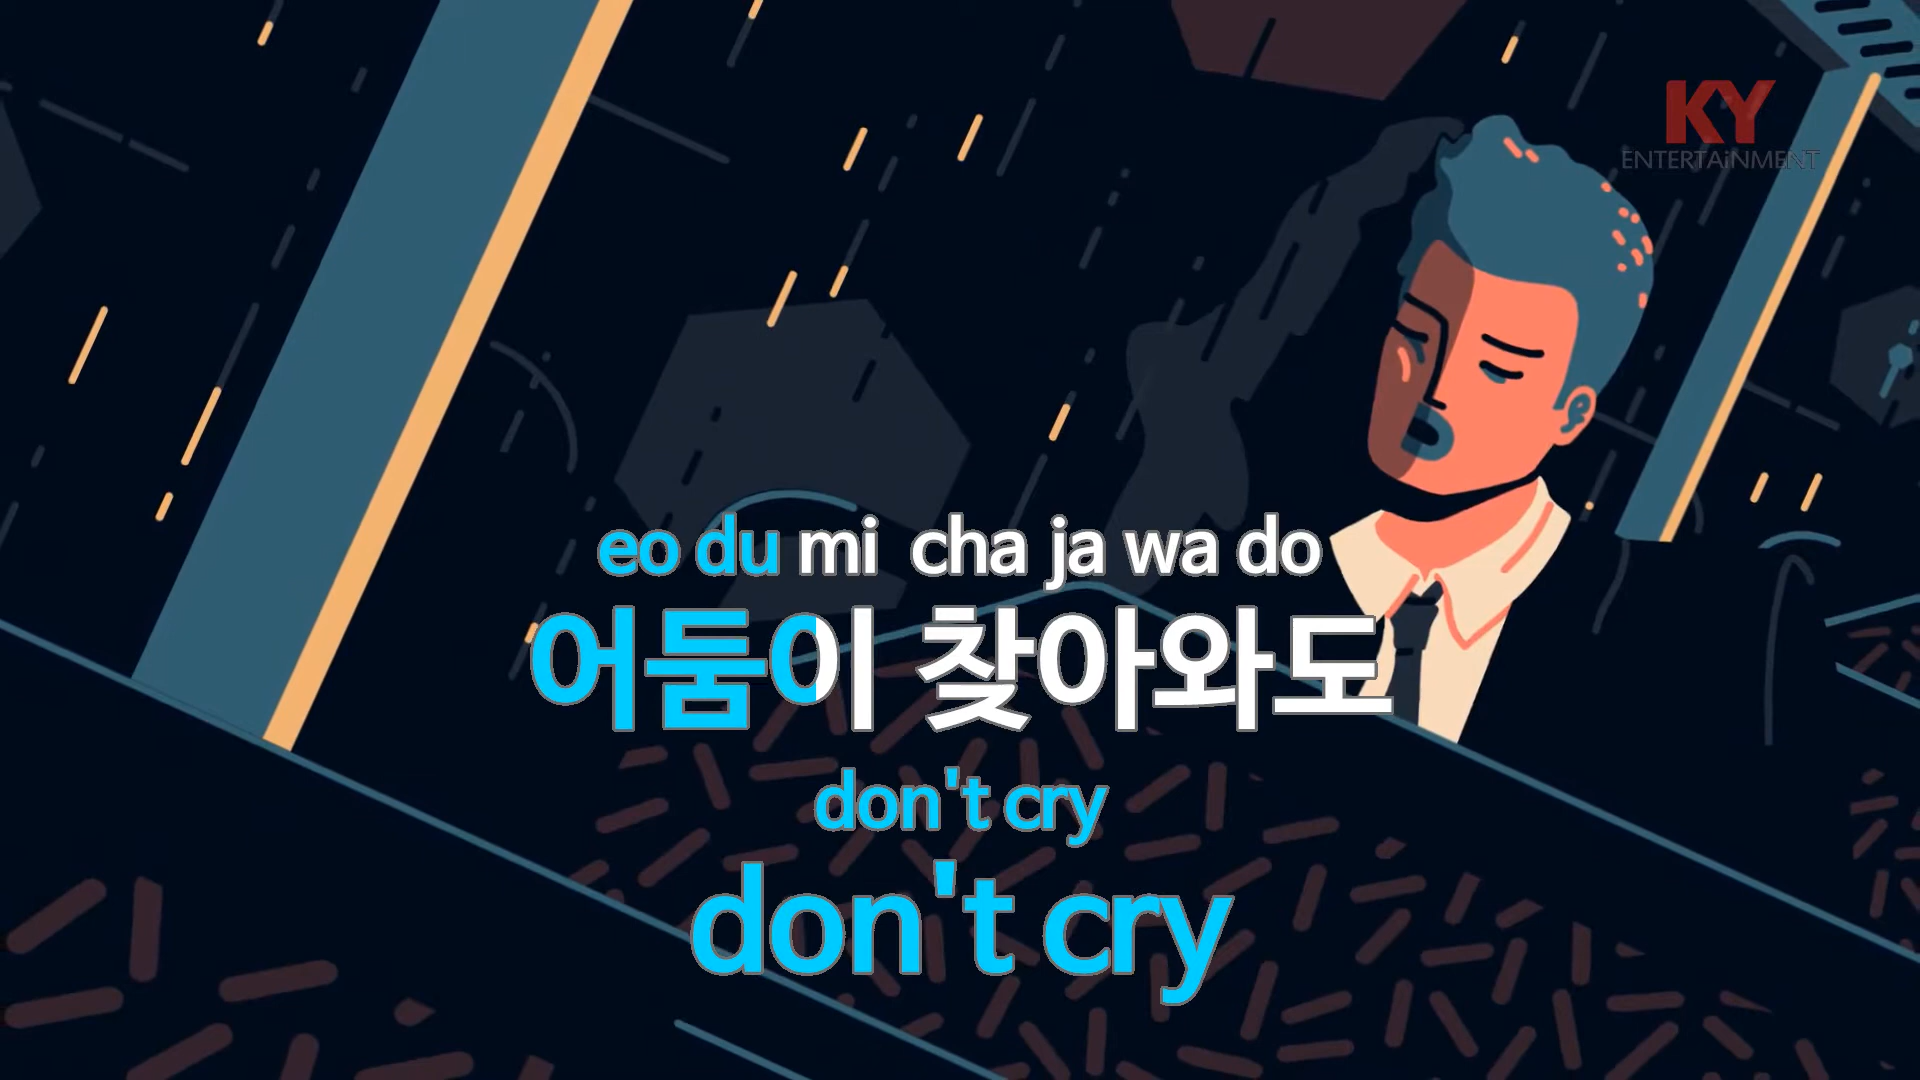 KY
ENTERTAiNMENT
eo du mi cha ja wa do
어둠이 찾아와도
don't cry
don't cry